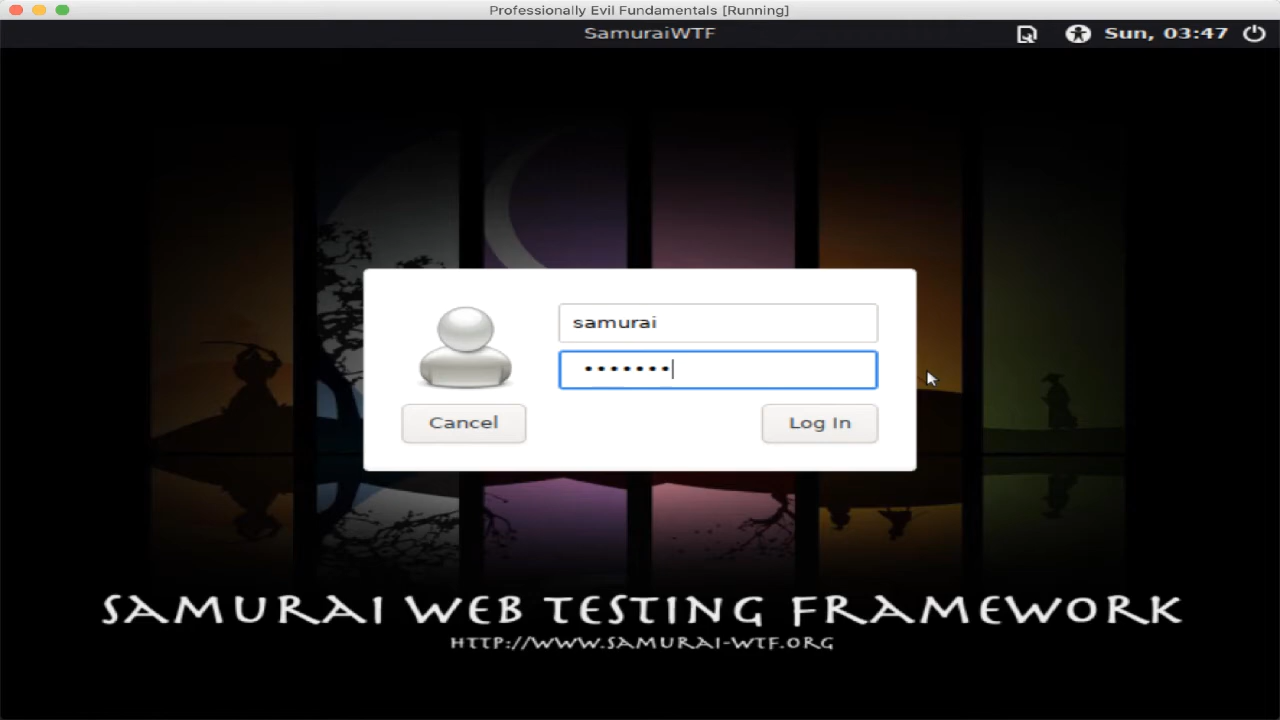 Professionally Evil Fundamentals [Running]
SamuraiWTF
Sun, 03:47
samurai
•••••••
Cancel
Log In
SAMURAI WEB TESTING FRAMEWORK
HTTP://WWW.SAMURAI-WTF.ORG